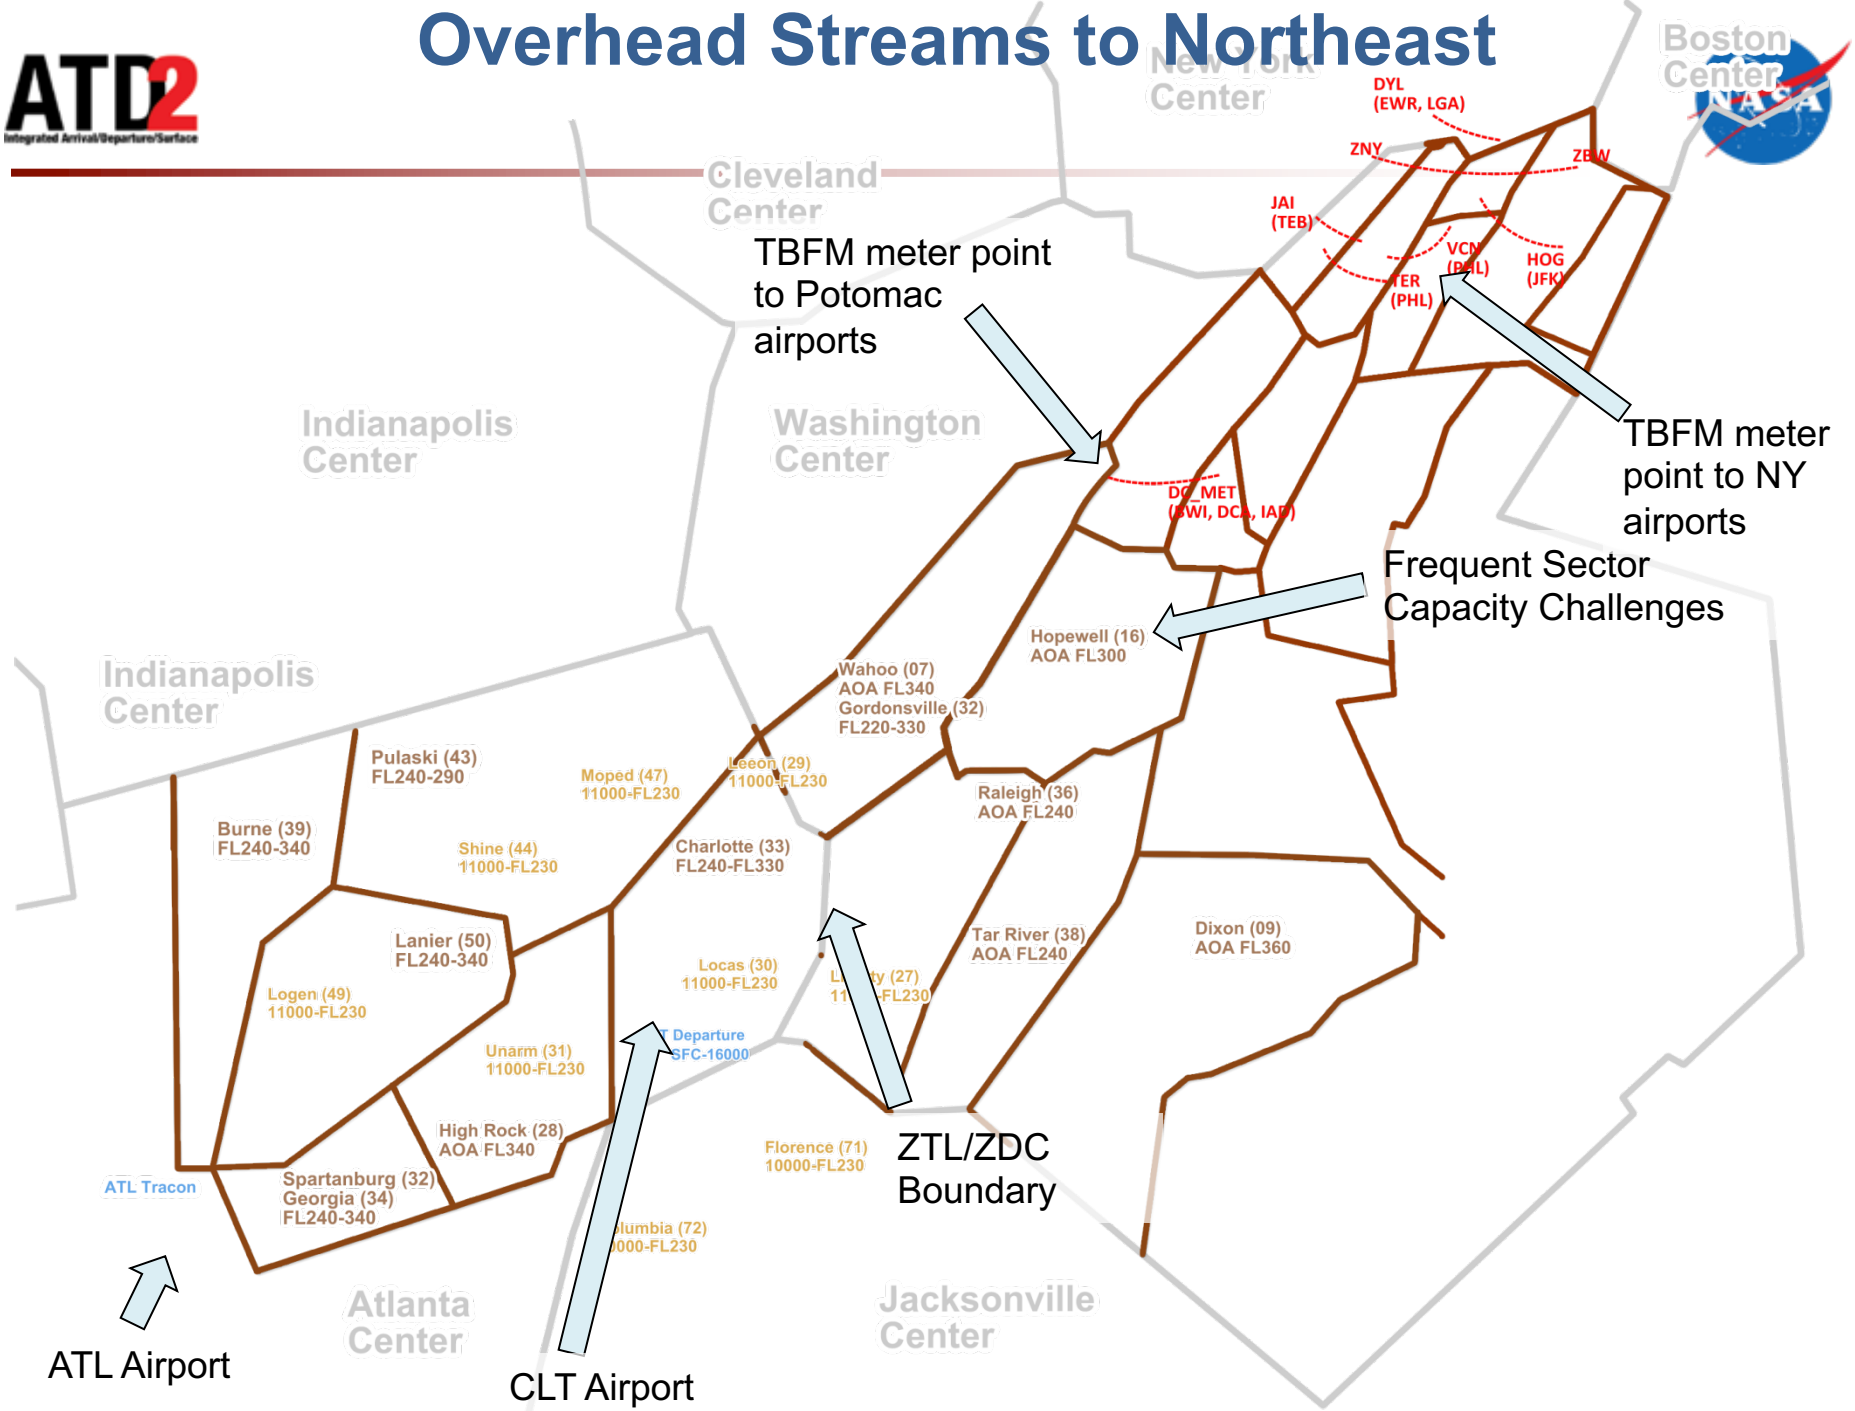 Overhead Streams to Northeast
ATD2
Integrated Arrival/Departure/Surface
New York
Center
Boston
Center
NASA
DYL
(EWR, LGA)
ZNY
ZBW
Cleveland
Center
JAI
(TEB)
TBFM meter point
to Potomac
airports
VCN
(PHL)
HOG
(JFK)
TER
(PHL)
Indianapolis
Center
Washington
Center
TBFM meter
point to NY
airports
DC_MET
(BWI, DCA, IAD)
Frequent Sector
Capacity Challenges
Hopewell (16)
AOA FL300
Indianapolis
Center
Wahoo (07)
AOA FL340
Gordonsville (32)
FL220-330
Pulaski (43)
FL240-290
Moped (47)
11000-FL230
Leeon (29)
11000-FL230
Raleigh (36)
AOA FL240
Burne (39)
FL240-340
Shine (44)
11000-FL230
Charlotte (33)
FL240-FL330
Lanier (50)
FL240-340
Tar River (38)
AOA FL240
Dixon (09)
AOA FL360
Locas (30)
11000-FL230
(27)
-FL230
Logen (49)
11000-FL230
Departure
SFC-16000
Unarm (31)
11000-FL230
High Rock (28)
AOA FL340
Florence (71)
10000-FL230
ZTL/ZDC
Boundary
ATL Tracon
Spartanburg (32)
Georgia (34)
FL240-340
lumbia (72)
000-FL230
Atlanta
Center
Jacksonville
Center
ATL Airport
CLT Airport